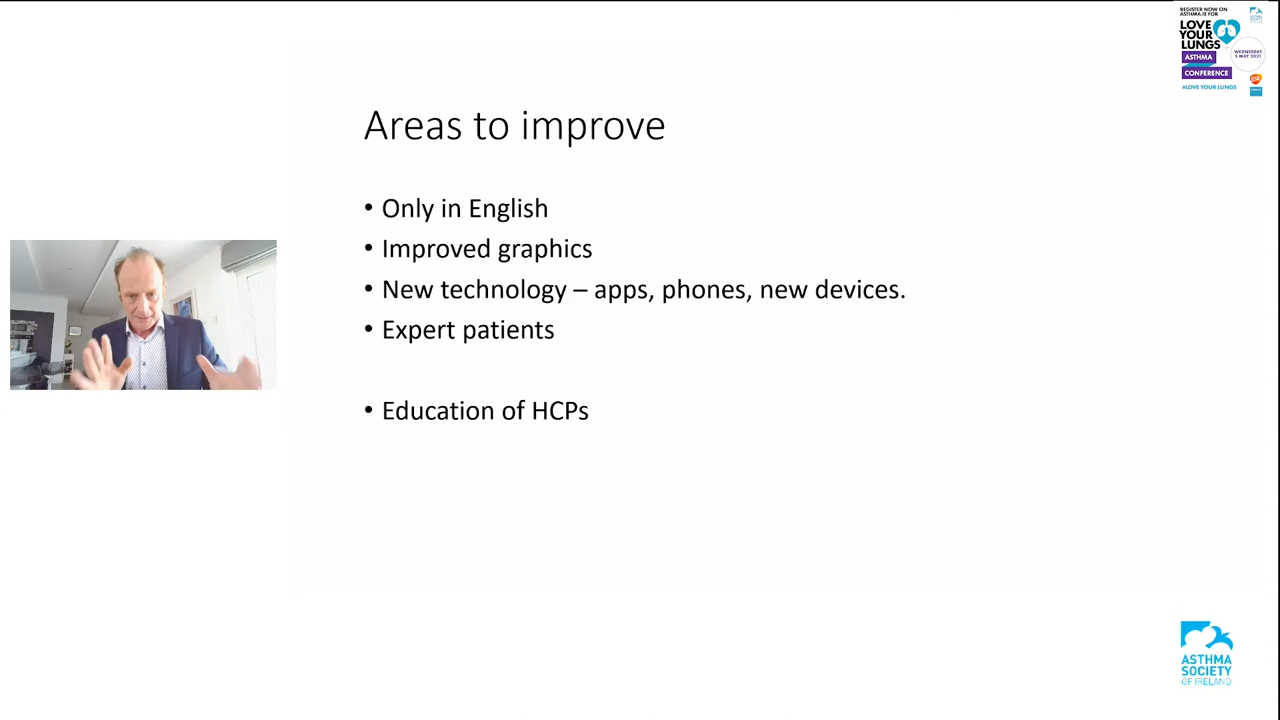 REGISTER NOW ON
ASTHMA.IE FOR
LOVE
YOUR
LUNGS
ASTHMA
CONFERENCE
WEDNESDAY
5 MAY 2021
#LOVE YOUR LUNGS
Areas to improve
• Only in English
• Improved graphics
• New technology – apps, phones, new devices.
• Expert patients
• Education of HCPs
ASTHMA
SOCIETY
OF IRELAND